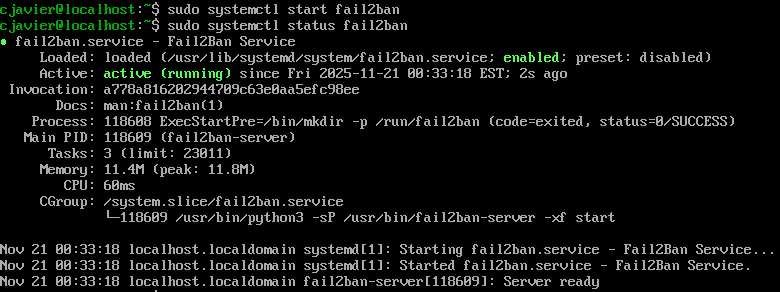 cjavier@localhost:~$ sudo systemctl start fail2ban
cjavier@localhost:~$ sudo systemctl status fail2ban
● fail2ban.service - Fail2Ban Service
Loaded: loaded (/usr/lib/systemd/system/fail2ban.service; enabled; preset: disabled)
Active: active (running) since Fri 2025-11-21 00:33:18 EST; 2s ago
Invocation: a778a816202944709c63e0aa5efc98ee
Docs: man:fail2ban(1)
Process: 118608 ExecStartPre=/bin/mkdir -p /run/fail2ban (code=exited, status=0/SUCCESS)
Main PID: 118609 (fail2ban-server)
Tasks: 3 (limit: 23011)
Memory: 11.4M (peak: 11.8M)
CPU: 60ms
CGroup: /system.slice/fail2ban.service
└─118609 /usr/bin/python3 -sP /usr/bin/fail2ban-server -xf start
Nov 21 00:33:18 localhost.localdomain systemd[1]: Starting fail2ban.service - Fail2Ban Service...
Nov 21 00:33:18 localhost.localdomain systemd[1]: Started fail2ban.service - Fail2Ban Service.
Nov 21 00:33:18 localhost.localdomain fail2ban-server[118609]: Server ready